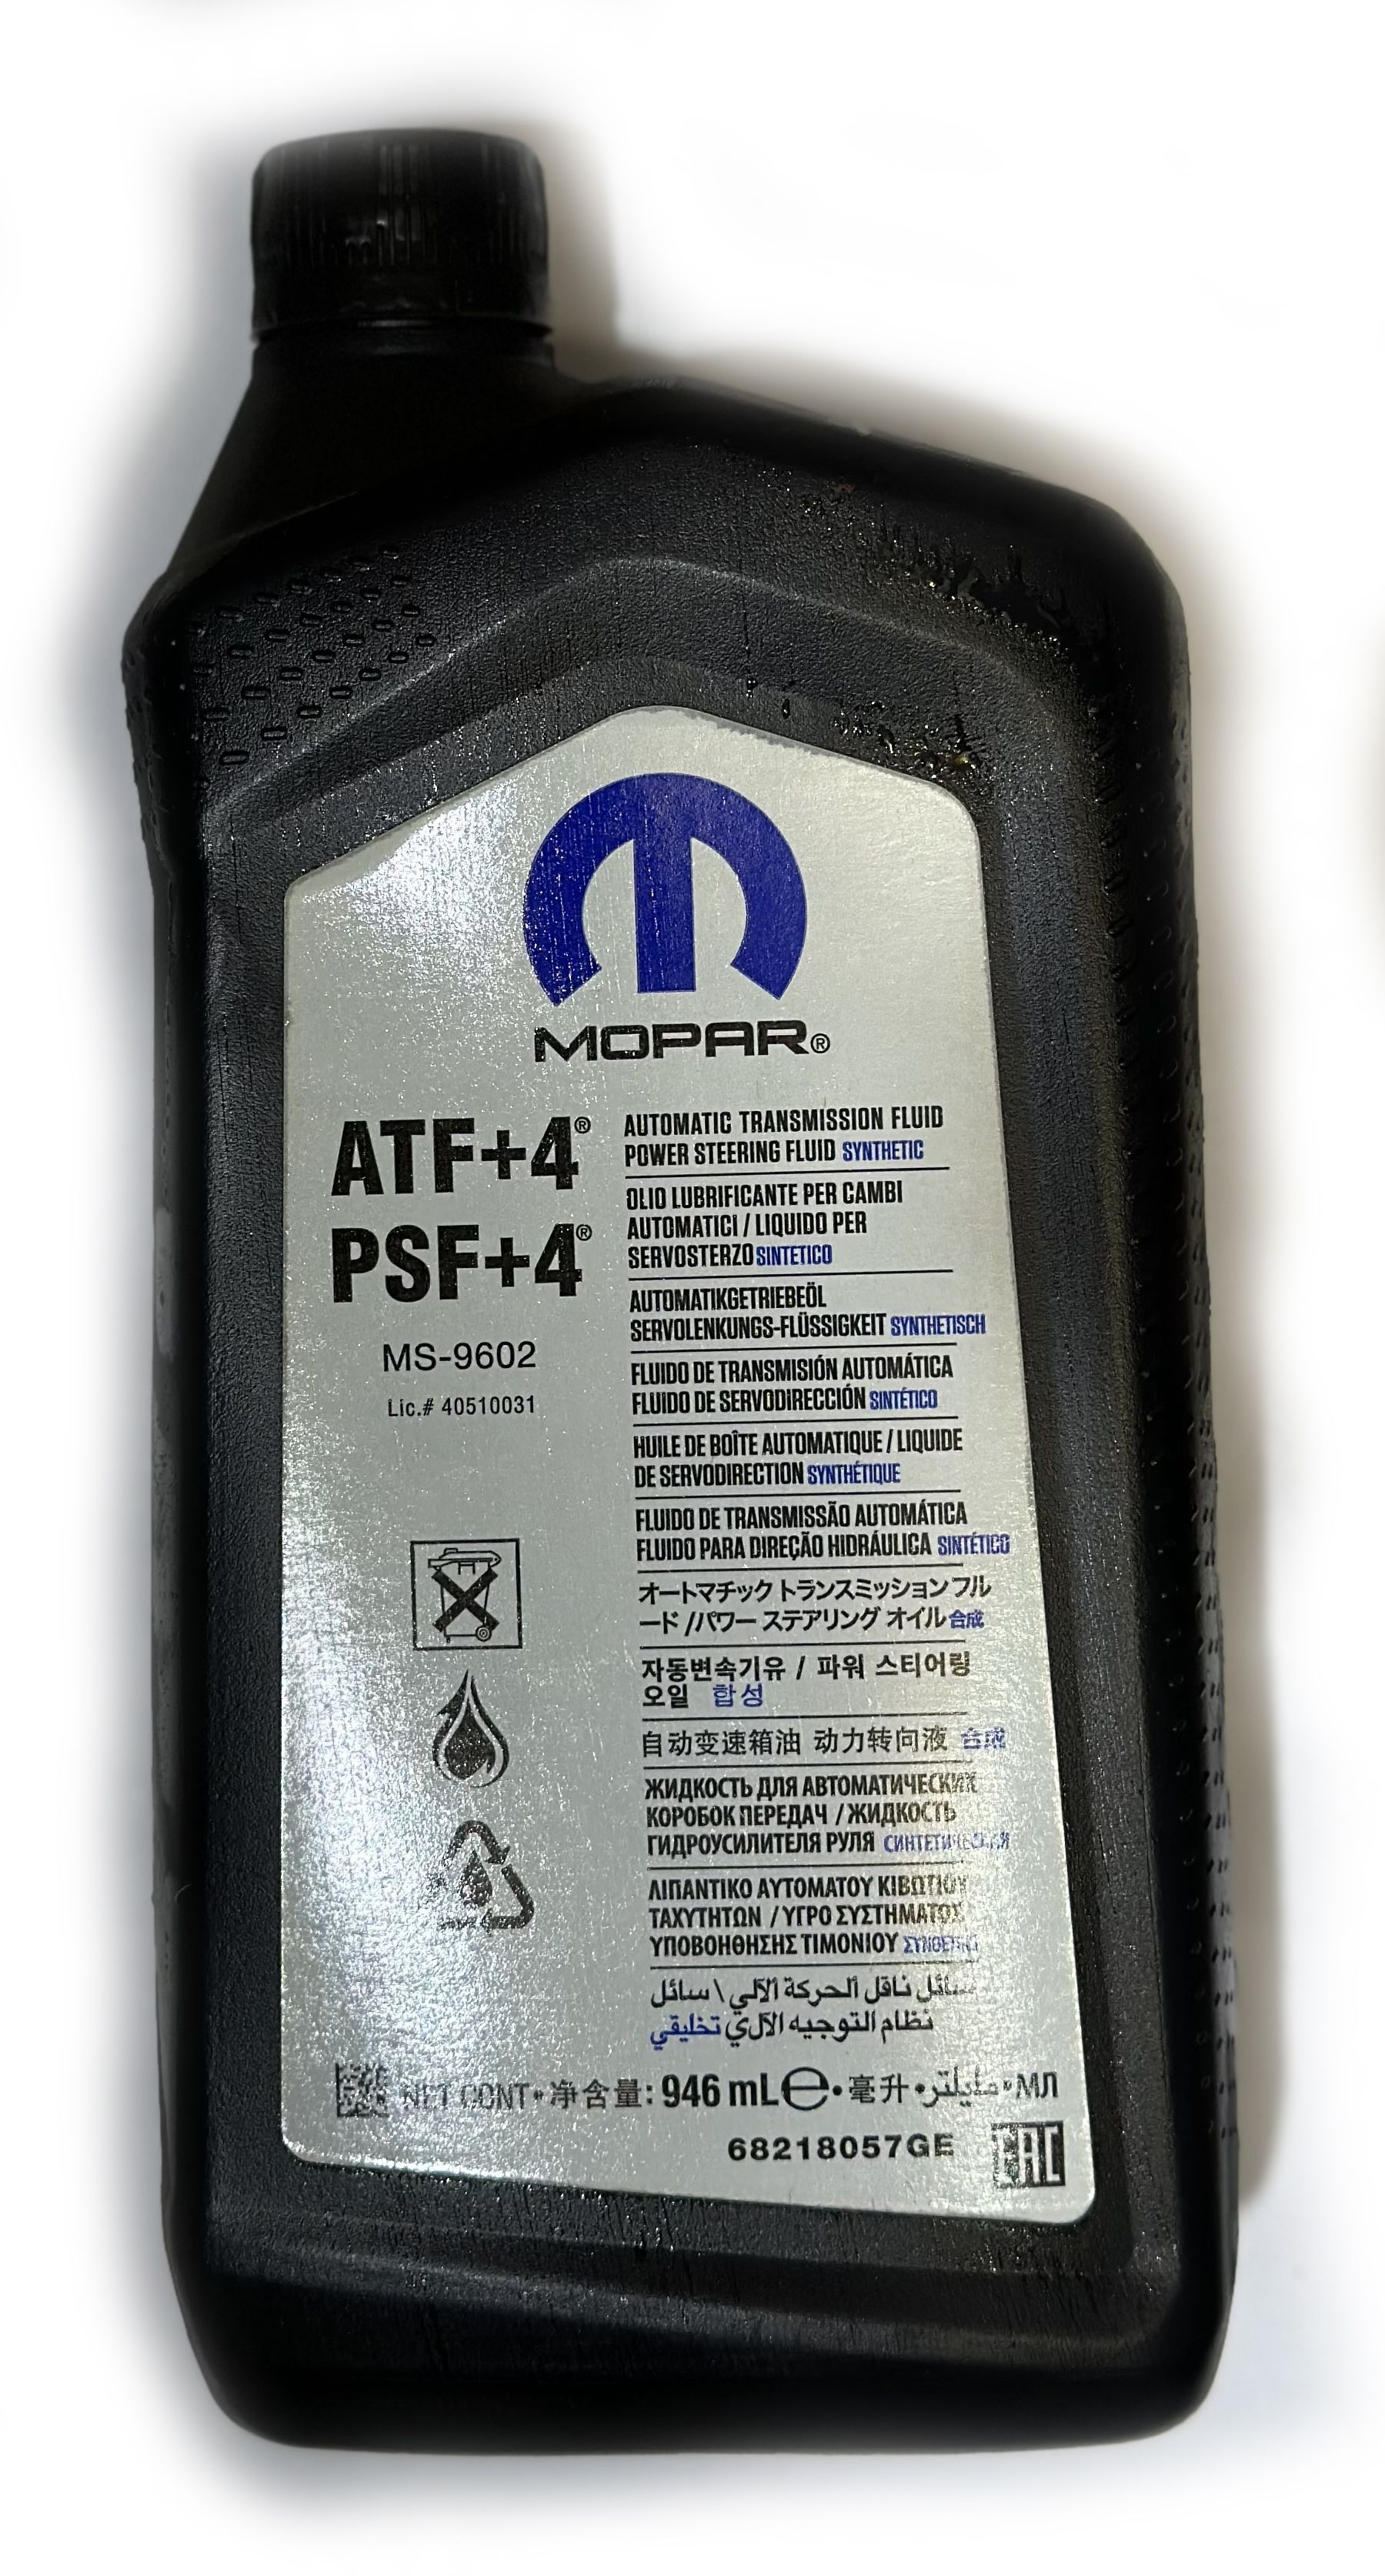 MOPAR®
ATF+4®
PSF+4®
MS-9602
Lic.# 40510031
AUTOMATIC TRANSMISSION FLUID
POWER STEERING FLUID SYNTHETIC
OLIO LUBRIFICANTE PER CAMBI
AUTOMATICI / LIQUIDO PER
SERVOSTERZO SINTETICO
AUTOMATIKGETRIEBEÖL
SERVOLENKUNGS-FLÜSSIGKEIT SYNTHETISCH
FLUIDO DE TRANSMISIÓN AUTOMÁTICA
FLUIDO DE SERVODIRECCIÓN SINTÉTICO
HUILE DE BOÎTE AUTOMATIQUE / LIQUIDE
DE SERVODIRECTION SYNTHÉTIQUE
FLUIDO DE TRANSMISSÃO AUTOMÁTICA
FLUIDO PARA DIREÇÃO HIDRÁULICA SINTÉTICO
オートマチック トランスミッションフル
ード /パワー ステアリング オイル 合成
자동변속기유 / 파워 스티어링
오일 합성
自动变速箱油 动力转向液 合成
ЖИДКОСТЬ ДЛЯ АВТОМАТИЧЕСКИХ
КОРОБОК ПЕРЕДАЧ / ЖИДКОСТЬ
ГИДРОУСИЛИТЕЛЯ РУЛЯ СИНТЕТИЧЕСКАЯ
ΛΙΠΑΝΤΙΚΟ ΑΥΤΟΜΑΤΟΥ ΚΙΒΩΤΙΟΥ
ΤΑΧΥΤΗΤΩΝ / ΥΓΡΟ ΣΥΣΤΗΜΑΤΟΣ
ΥΠΟΒΟΗΘΗΣΗΣ ΤΙΜΟΝΙΟΥ
سائل ناقل الحركة الآلي \ سائل
نظام التوجيه الآلي تخليقي
NET CONT • 净含量: 946 mL ℮ • 毫升 • مليلتر • МЛ
68218057GE
EAC